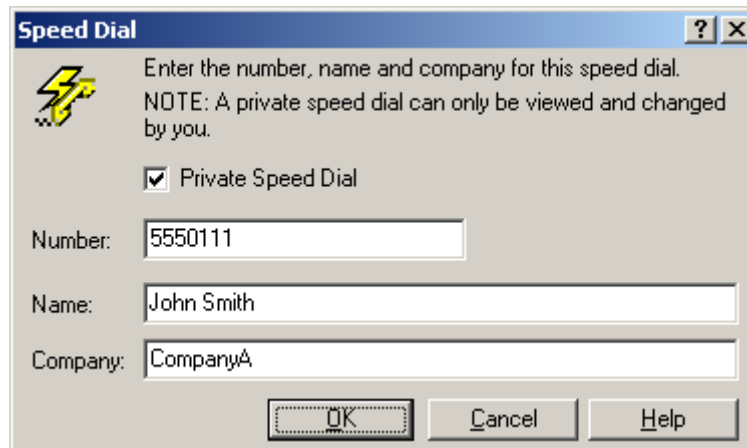 Speed Dial
Enter the number, name and company for this speed dial.
NOTE: A private speed dial can only be viewed and changed
by you.
Private Speed Dial
Number: 5550111
Name: John Smith
Company: CompanyA
OK Cancel Help